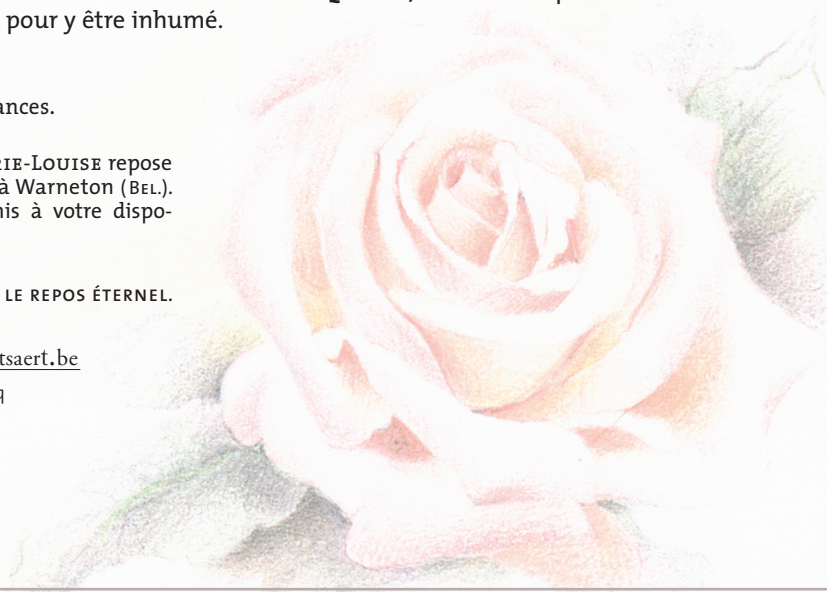 pour y être inhumé.
ances.
RIE-LOUISE repose
à Warneton (BEL.).
nis à votre dispo-
LE REPOS ÉTERNEL.
tsaert.be